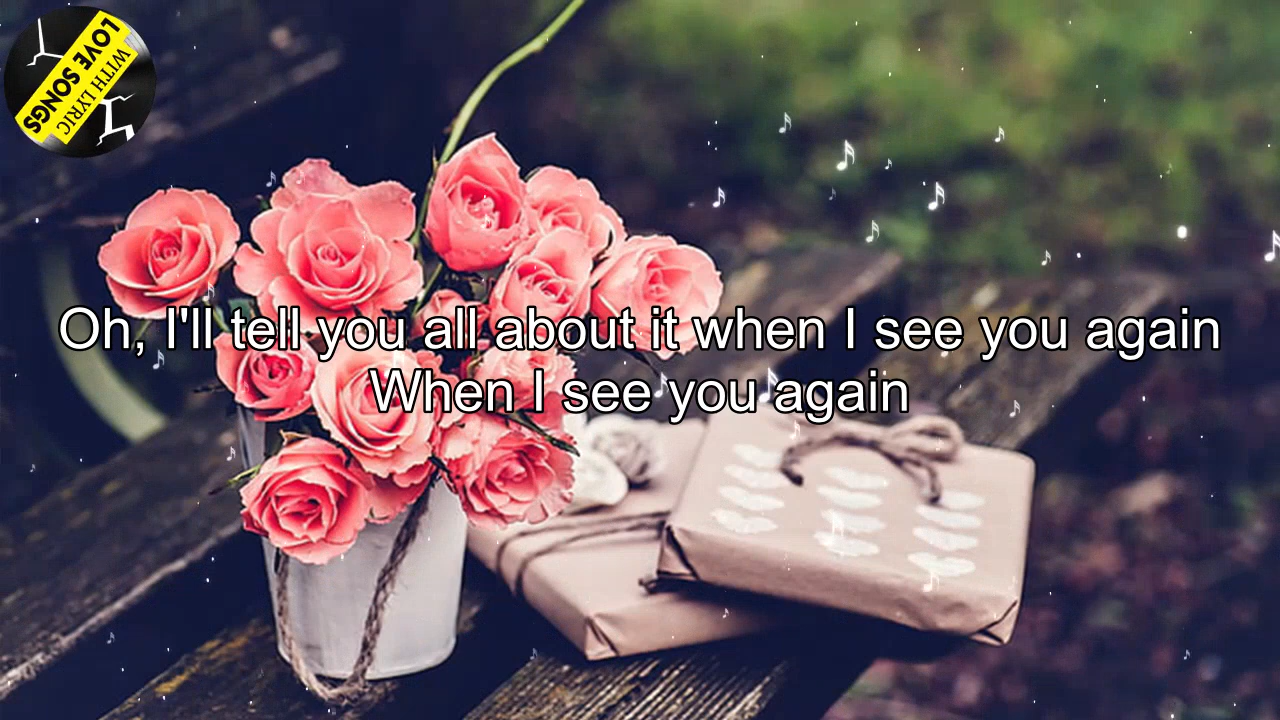 LOVE SONGS
WITH LYRIC
Oh, I'll tell you all about it when I see you again
When I see you again